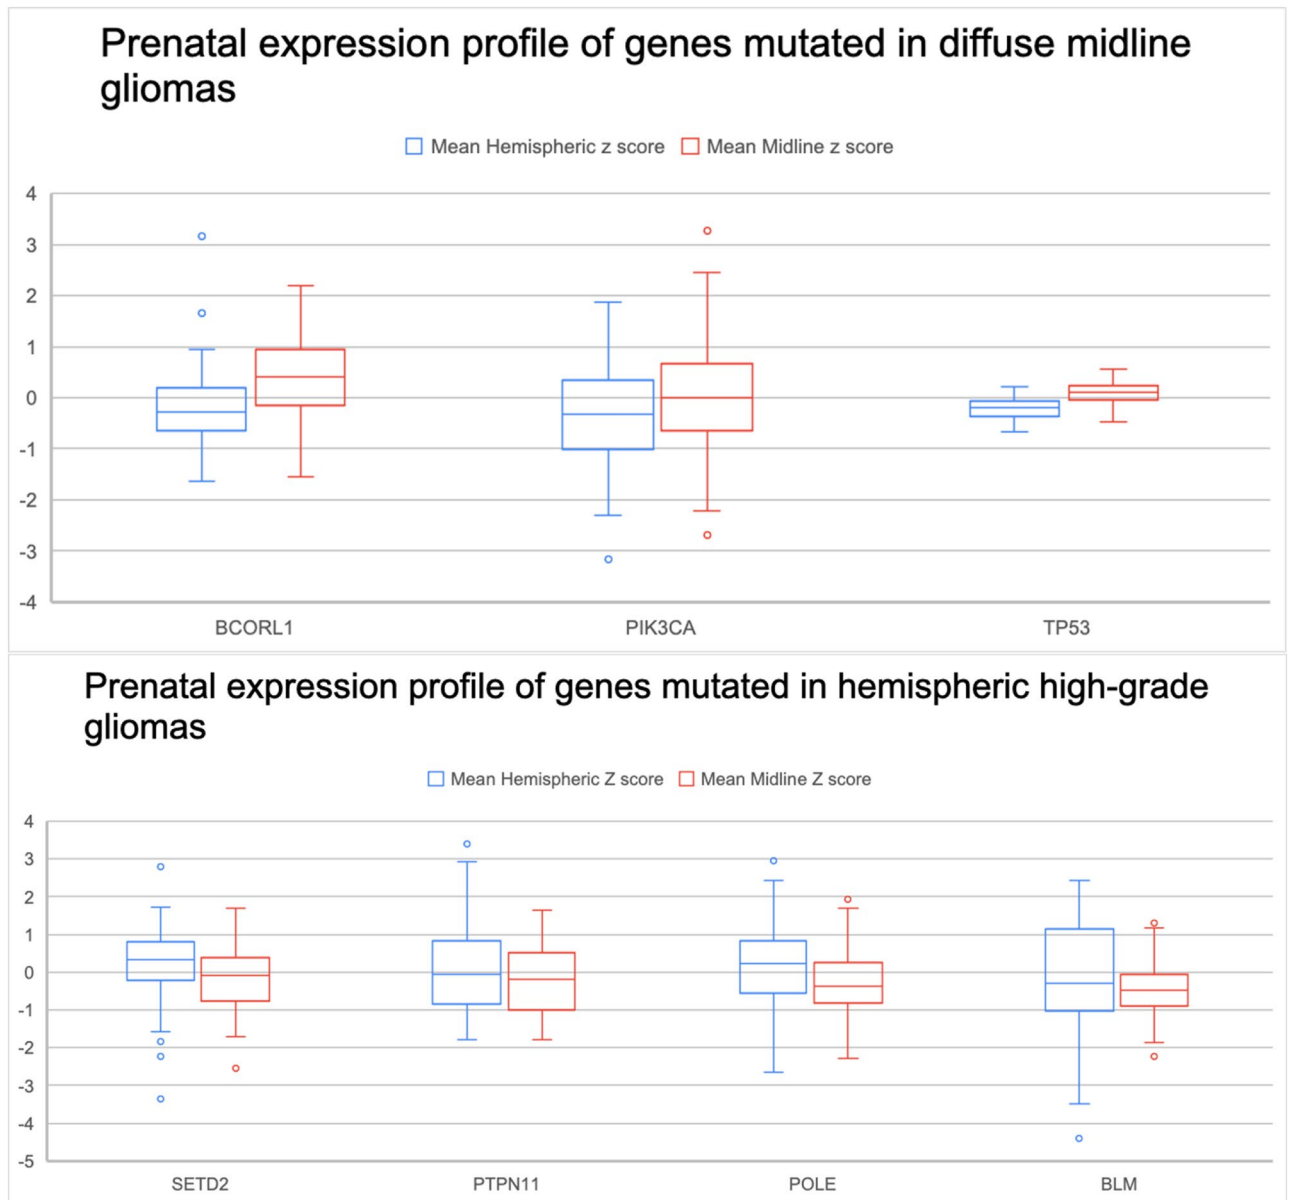 Prenatal expression profile of genes mutated in diffuse midline
gliomas
Mean Hemispheric z score Mean Midline z score
4
3
2
1
0
-1
-2
-3
-4
BCORL1 PIK3CA TP53
Prenatal expression profile of genes mutated in hemispheric high-grade
gliomas
Mean Hemispheric Z score Mean Midline Z score
4
3
2
1
0
-1
-2
-3
-4
-5
SETD2 PTPN11 POLE BLM